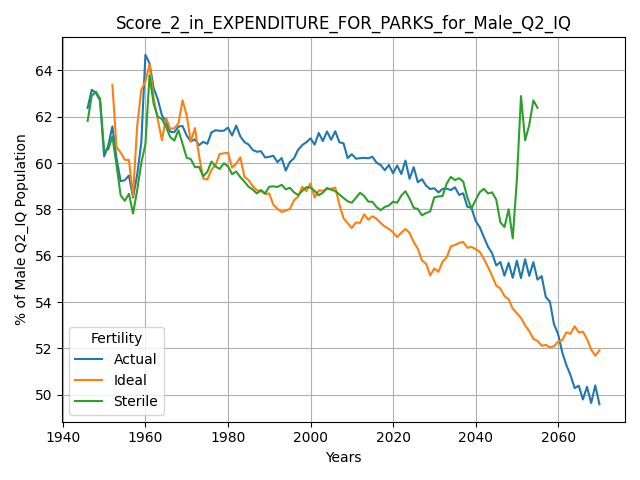 Score_2_in_EXPENDITURE_FOR_PARKS_for_Male_Q2_IQ
% of Male Q2_IQ Population
64
62
60
58
56
54
52
50
Fertility
Actual
Ideal
Sterile
1940
1960
1980
2000
2020
2040
2060
Years